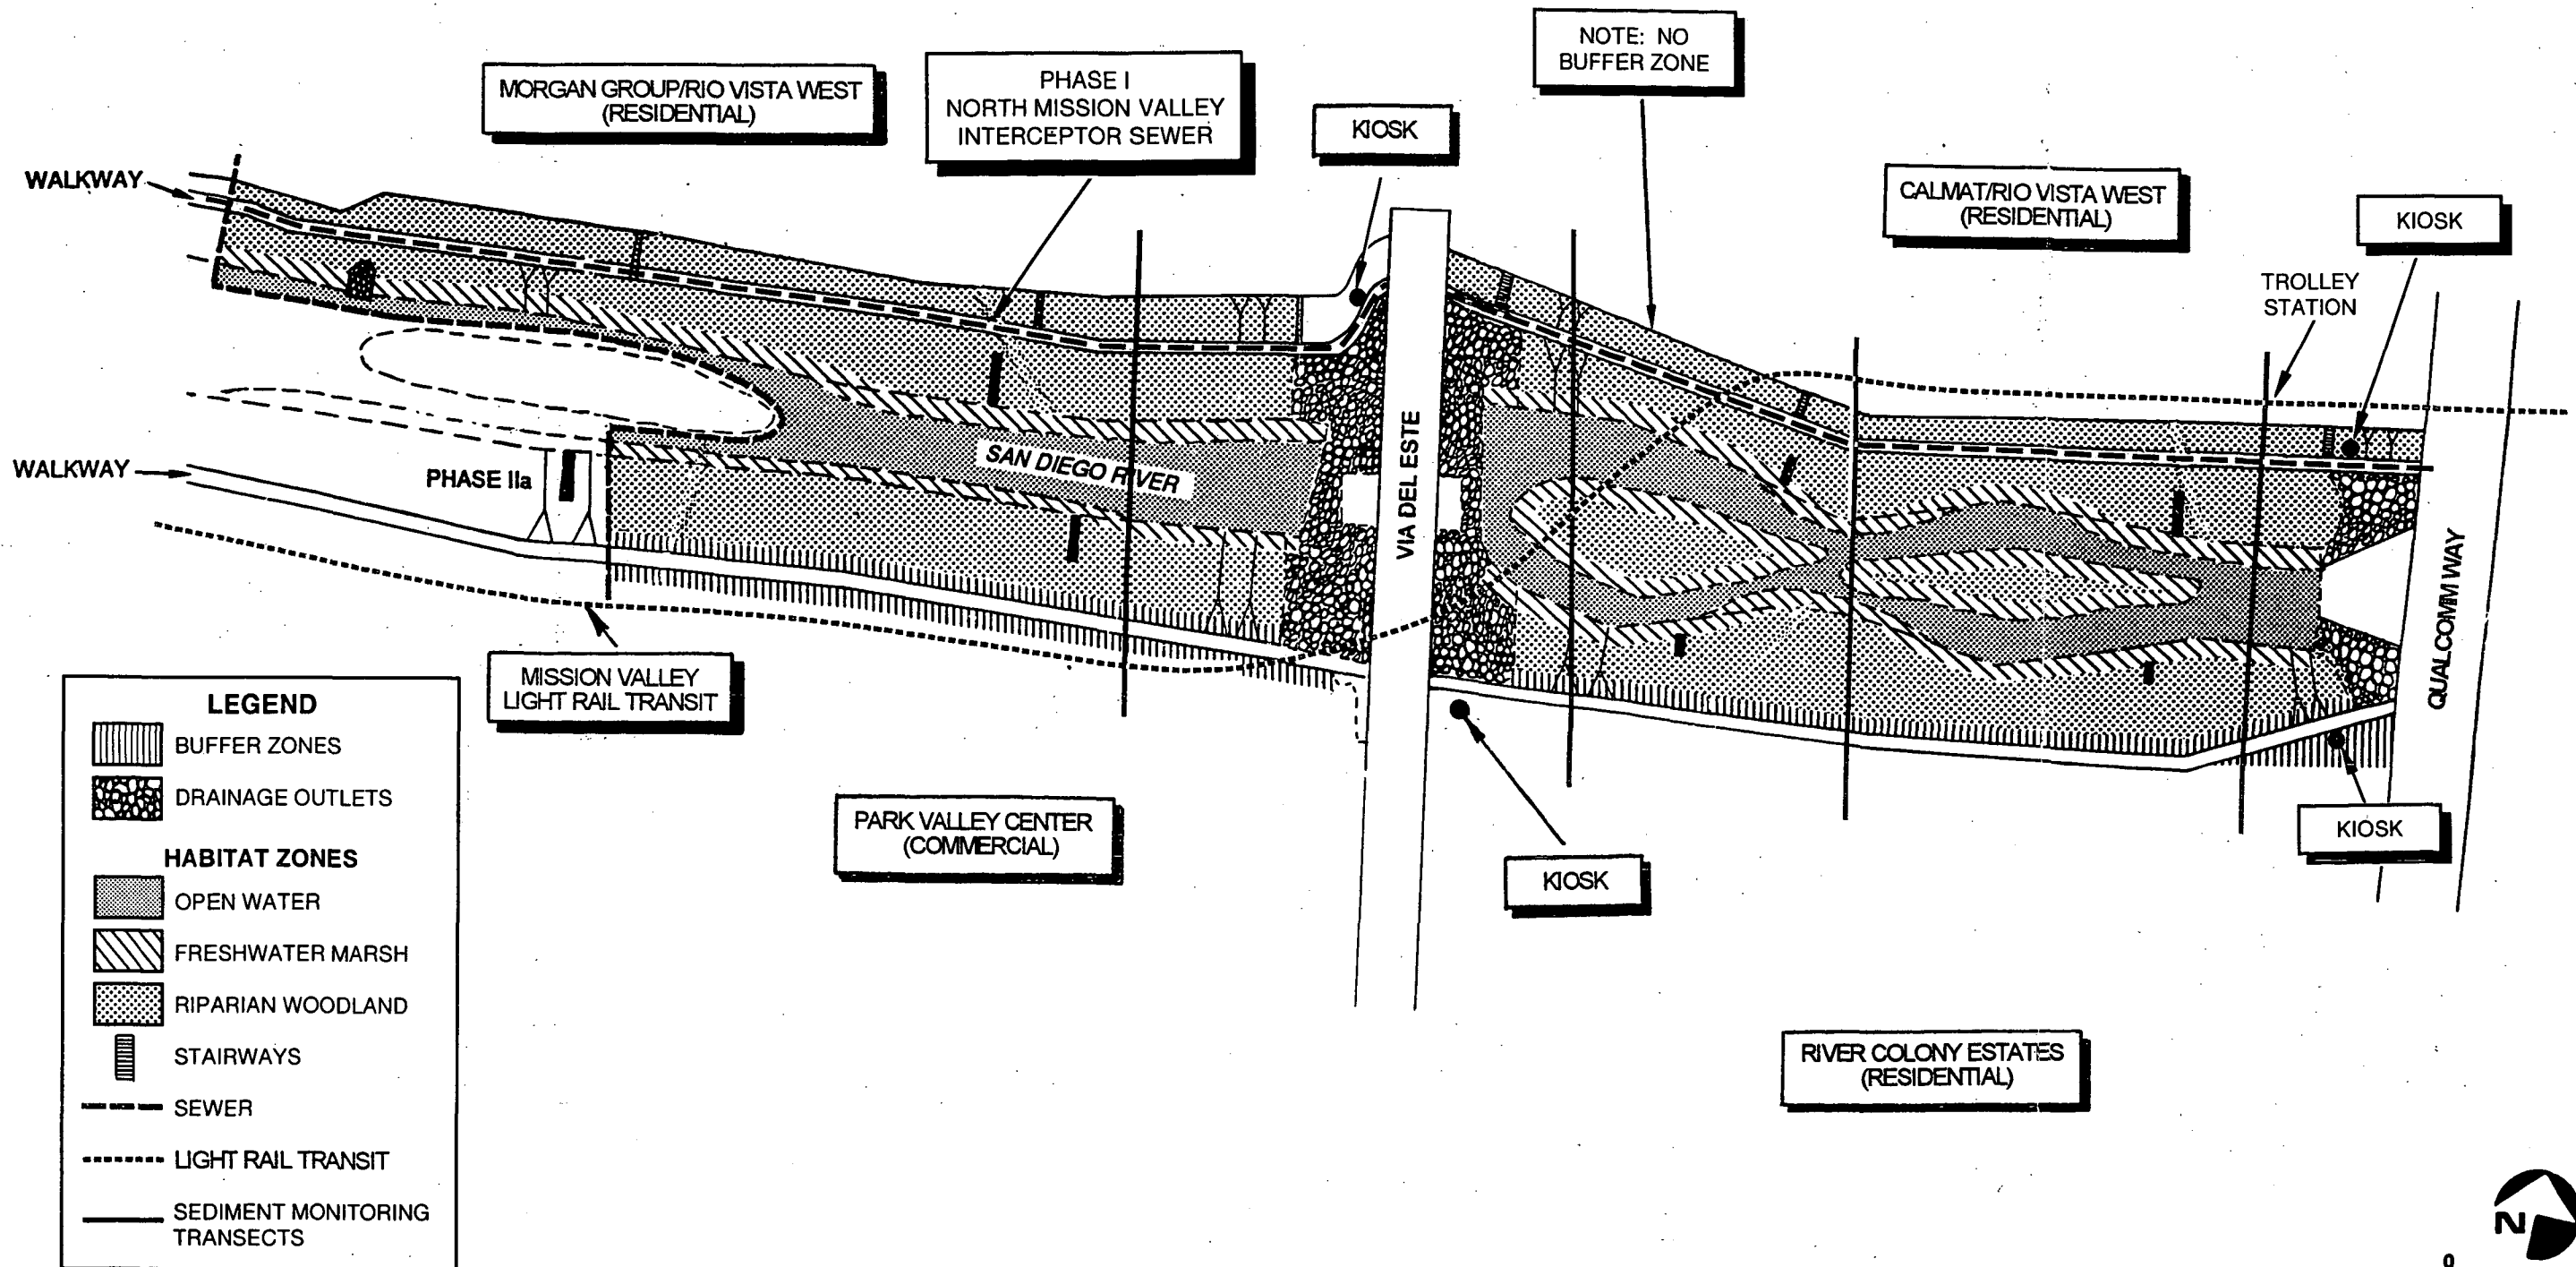 NOTE: NO
BUFFER ZONE
MORGAN GROUP/RIO VISTA WEST
(RESIDENTIAL)
PHASE I
NORTH MISSION VALLEY
INTERCEPTOR SEWER
KIOSK
WALKWAY
CALMAT/RIO VISTA WEST
(RESIDENTIAL)
KIOSK
TROLLEY
STATION
WALKWAY
PHASE IIa
SAN DIEGO RIVER
VIA DEL ESTE
QUALCOMM WAY
MISSION VALLEY
LIGHT RAIL TRANSIT
PARK VALLEY CENTER
(COMMERCIAL)
KIOSK
KIOSK
RIVER COLONY ESTATES
(RESIDENTIAL)
LEGEND
BUFFER ZONES
DRAINAGE OUTLETS
HABITAT ZONES
OPEN WATER
FRESHWATER MARSH
RIPARIAN WOODLAND
STAIRWAYS
SEWER
LIGHT RAIL TRANSIT
SEDIMENT MONITORING
TRANSECTS
N
0